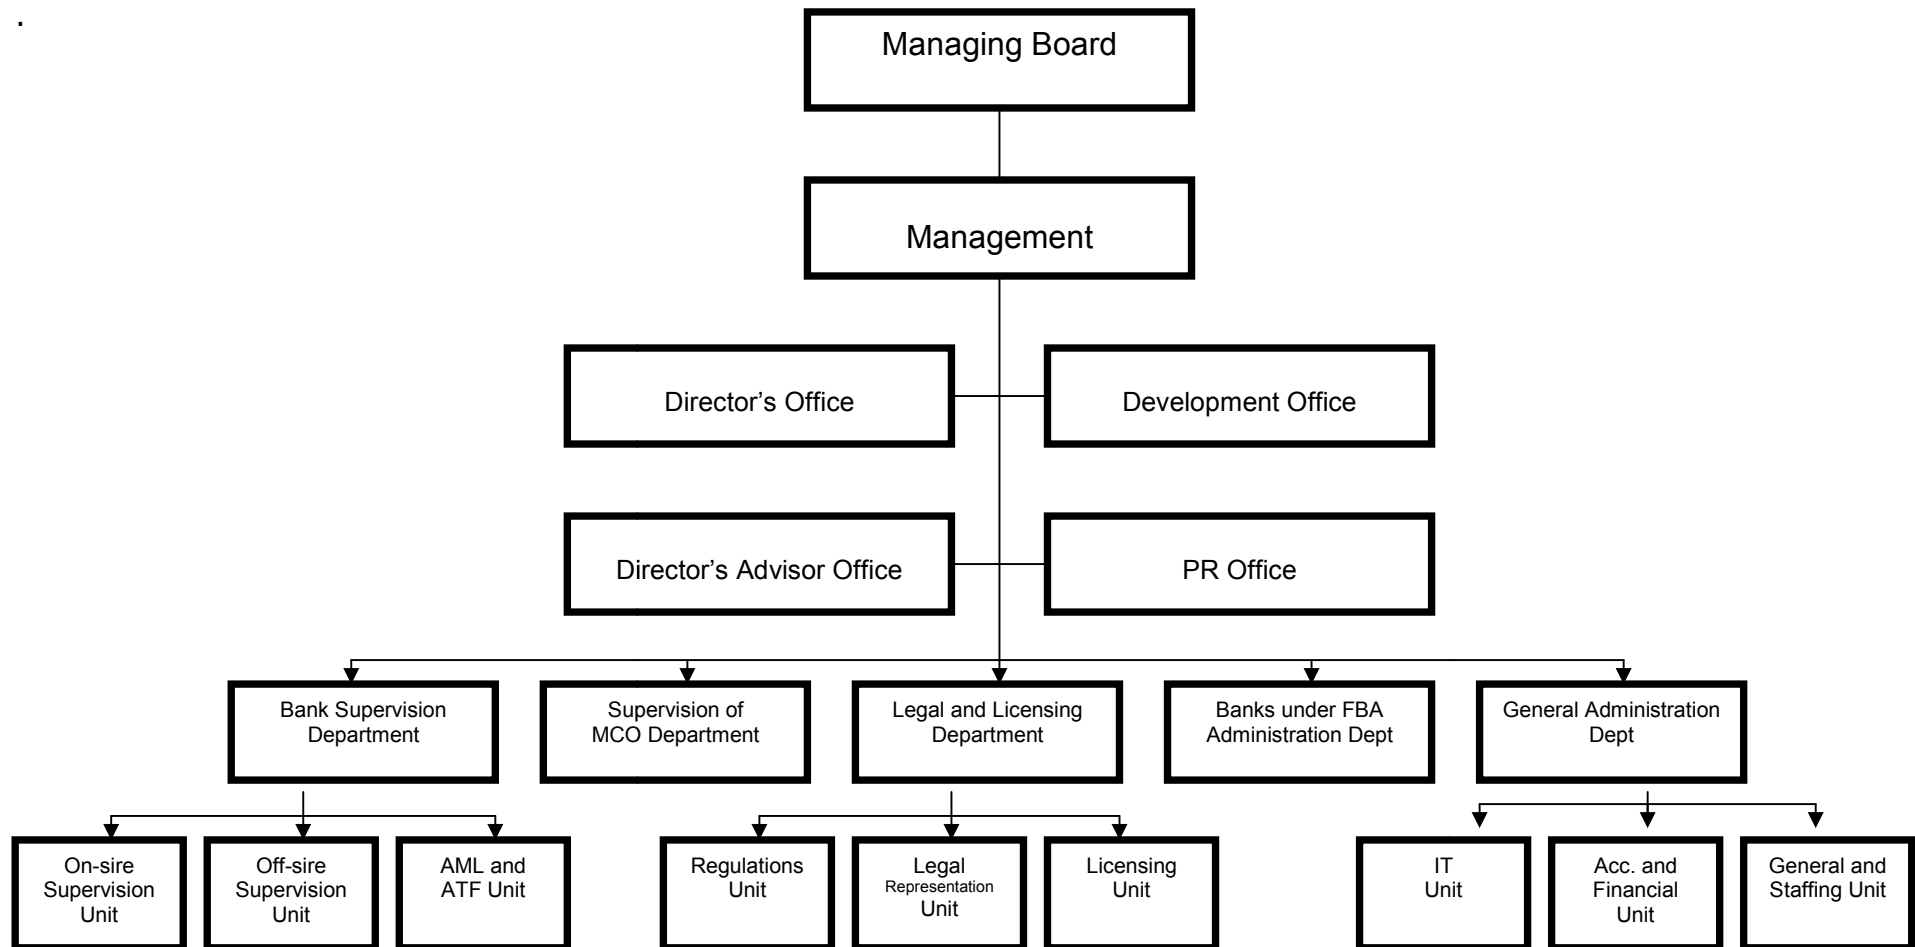 .
Managing Board
Management
Director’s Office
Development Office
Director’s Advisor Office
PR Office
Bank Supervision
Department
Supervision of
MCO Department
Legal and Licensing
Department
Banks under FBA
Administration Dept
General Administration
Dept
On-sire
Supervision
Unit
Off-sire
Supervision
Unit
AML and
ATF Unit
Regulations
Unit
Legal
Representation
Unit
Licensing
Unit
IT
Unit
Acc. and
Financial
Unit
General and
Staffing Unit